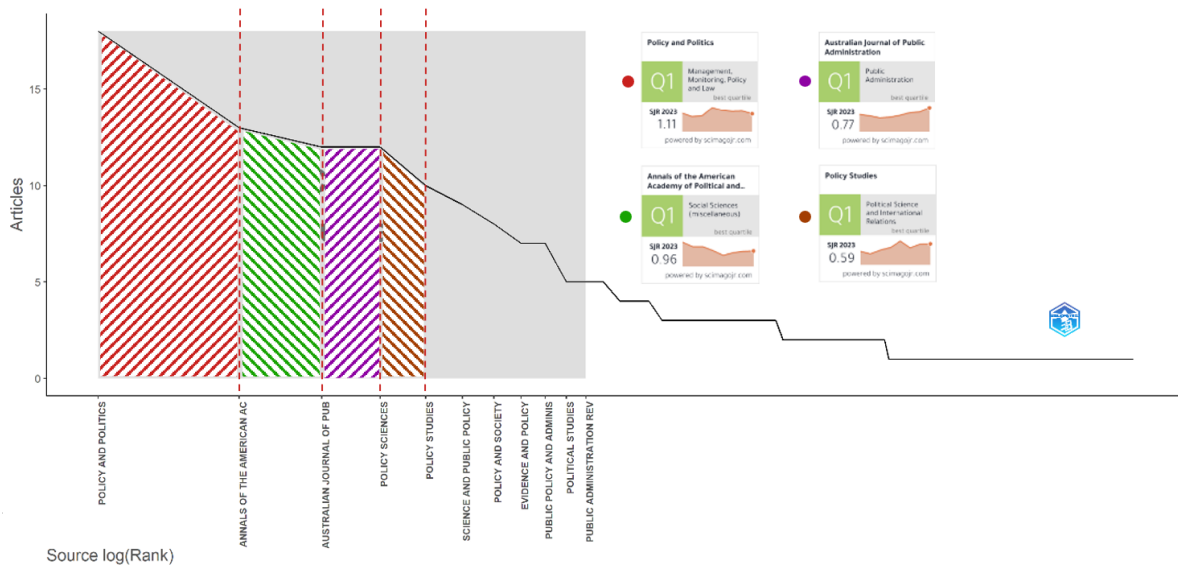 Articles
15
10
5
0
POLICY AND POLITICS
ANNALS OF THE AMERICAN AC
AUSTRALIAN JOURNAL OF PUB
POLICY SCIENCES
POLICY STUDIES
SCIENCE AND PUBLIC POLICY
POLICY AND SOCIETY
EVIDENCE AND POLICY
PUBLIC POLICY AND ADMINIS
POLITICAL STUDIES
PUBLIC ADMINISTRATION REV
Source log(Rank)
Policy and Politics
Q1
Management,
Monitoring, Policy
and Law
best quartile
SJR 2023
1.11
powered by scimagojr.com
Australian Journal of Public
Administration
Q1
Public
Administration
best quartile
SJR 2023
0.77
powered by scimagojr.com
Annals of the American
Academy of Political and...
Q1
Social Sciences
(miscellaneous)
best quartile
SJR 2023
0.96
powered by scimagojr.com
Policy Studies
Q1
Political Science
and International
Relations
best quartile
SJR 2023
0.59
powered by scimagojr.com